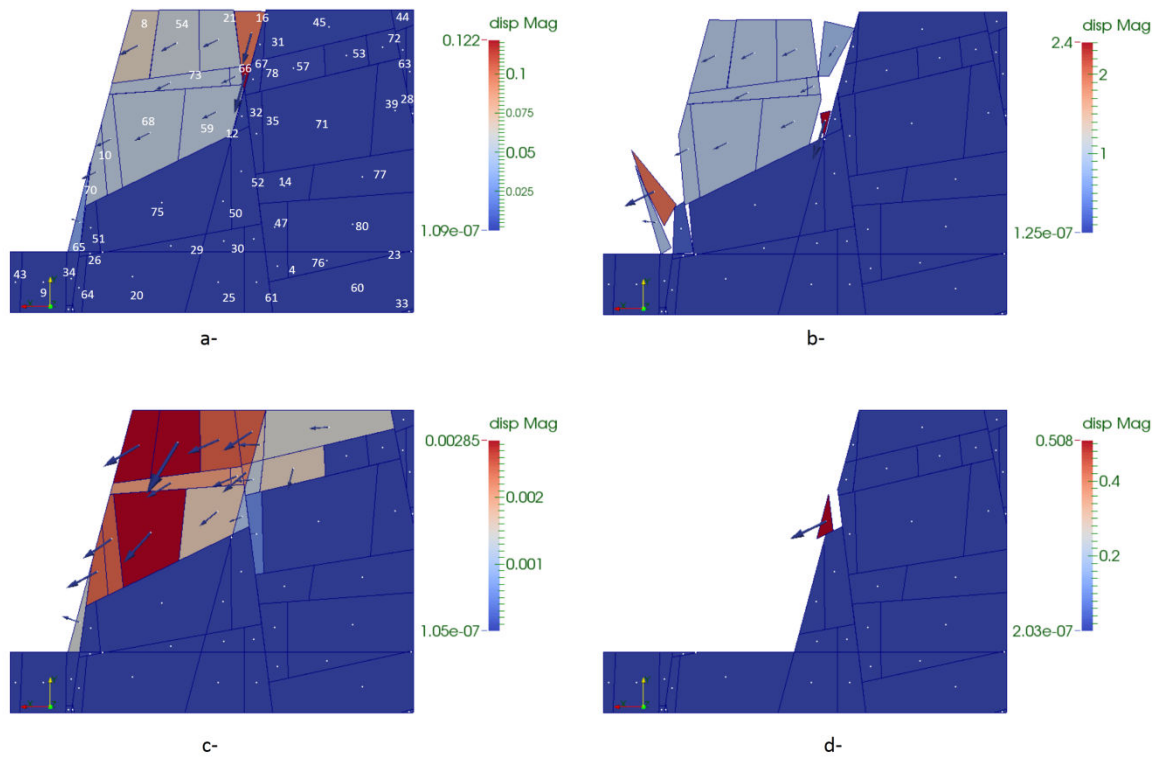 disp Mag
0.122
0.1
0.075
0.05
0.025
1.09e-07
8 54 21 16 45 44
31 72
73 66 67 78 57 53 63
68 59 12 32 35 71 39 28
10
70 75 52 14 77
50 47 80
51 65 26 29 30 23
43 34 4 76
9 64 20 25 61 60 33
a-
disp Mag
2.4
2
1
1.25e-07
b-
disp Mag
0.00285
0.002
0.001
1.05e-07
c-
disp Mag
0.508
0.4
0.2
2.03e-07
d-